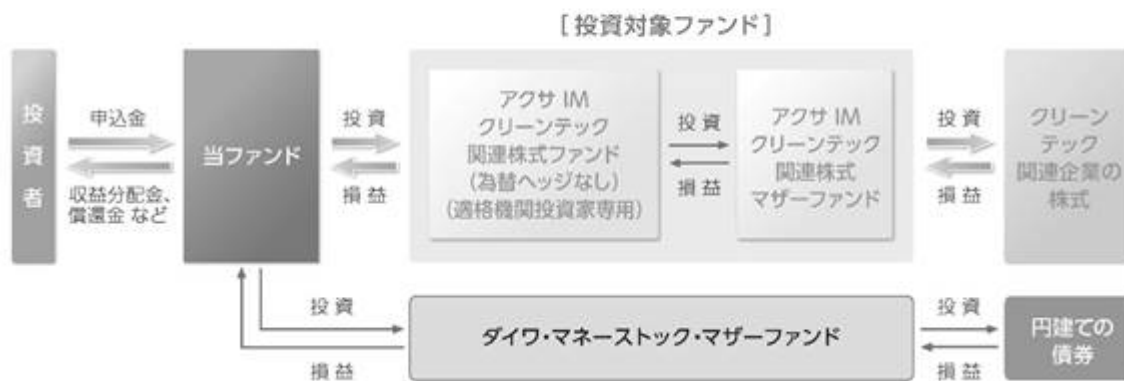 [投資対象ファンド]
投資者
申込金
収益分配金、
償還金 など
当ファンド
投資
損益
アクサ IM
クリーンテック
関連株式ファンド
(為替ヘッジなし)
(適格機関投資家専用)
投資
損益
アクサ IM
クリーンテック
関連株式
マザーファンド
投資
損益
クリーン
テック
関連企業の
株式
投資
損益
ダイワ・マネーストック・マザーファンド
投資
損益
円建ての
債券